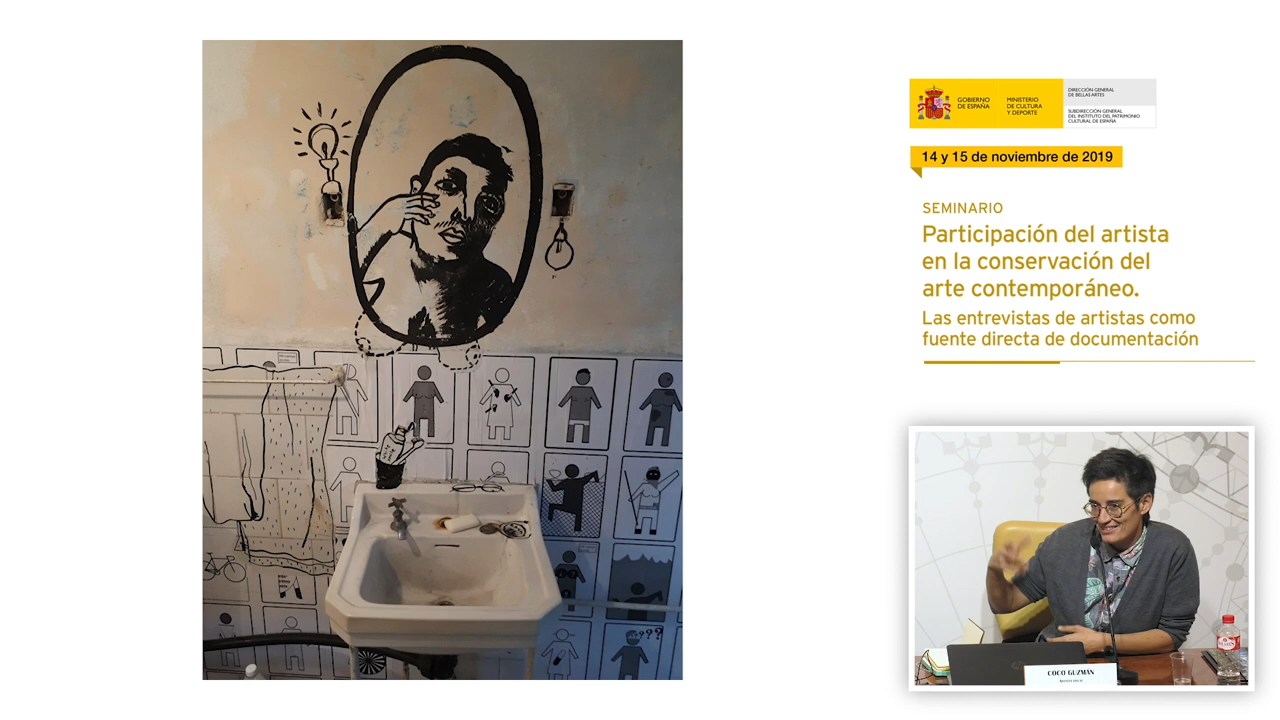 GOBIERNO
DE ESPAÑA
MINISTERIO
DE CULTURA
Y DEPORTE
DIRECCIÓN GENERAL
DE BELLAS ARTES
SUBDIRECCIÓN GENERAL
DEL INSTITUTO DEL PATRIMONIO
CULTURAL DE ESPAÑA
14 y 15 de noviembre de 2019
SEMINARIO
Participación del artista
en la conservación del
arte contemporáneo.
Las entrevistas de artistas como
fuente directa de documentación
???
COCO GUZMÁN